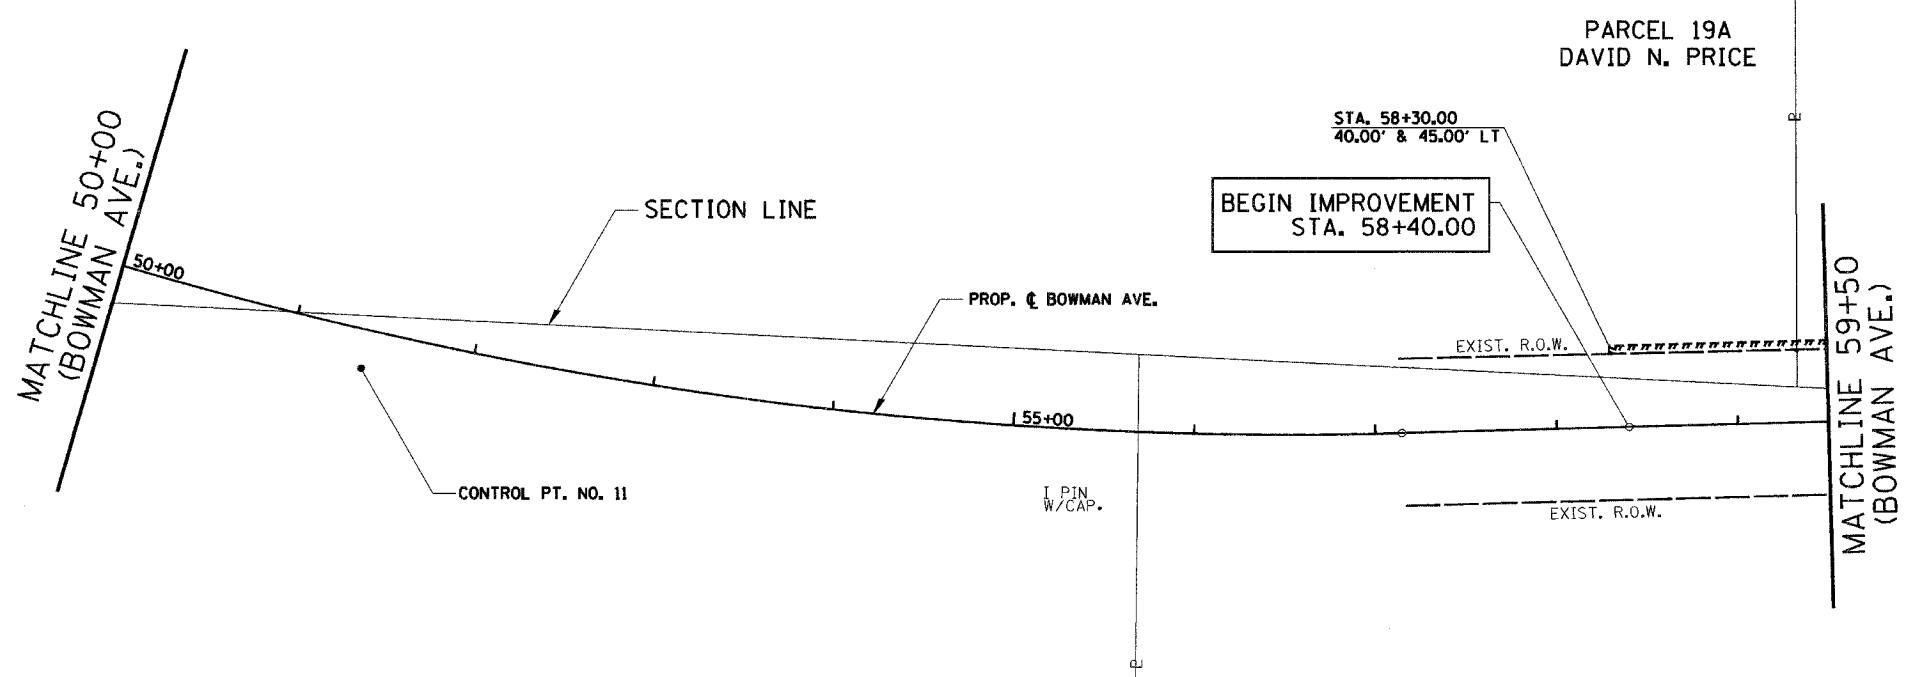 PARCEL 19A
DAVID N. PRICE
STA. 58+30.00
40.00' & 45.00' LT
BEGIN IMPROVEMENT
STA. 58+40.00
SECTION LINE
MATCHLINE 50+00
(BOWMAN AVE.)
50+00
PROP. ℄ BOWMAN AVE.
EXIST. R.O.W.
55+00
CONTROL PT. NO. 11
I PIN
W/CAP.
EXIST. R.O.W.
MATCHLINE 59+50
(BOWMAN AVE.)
P
P